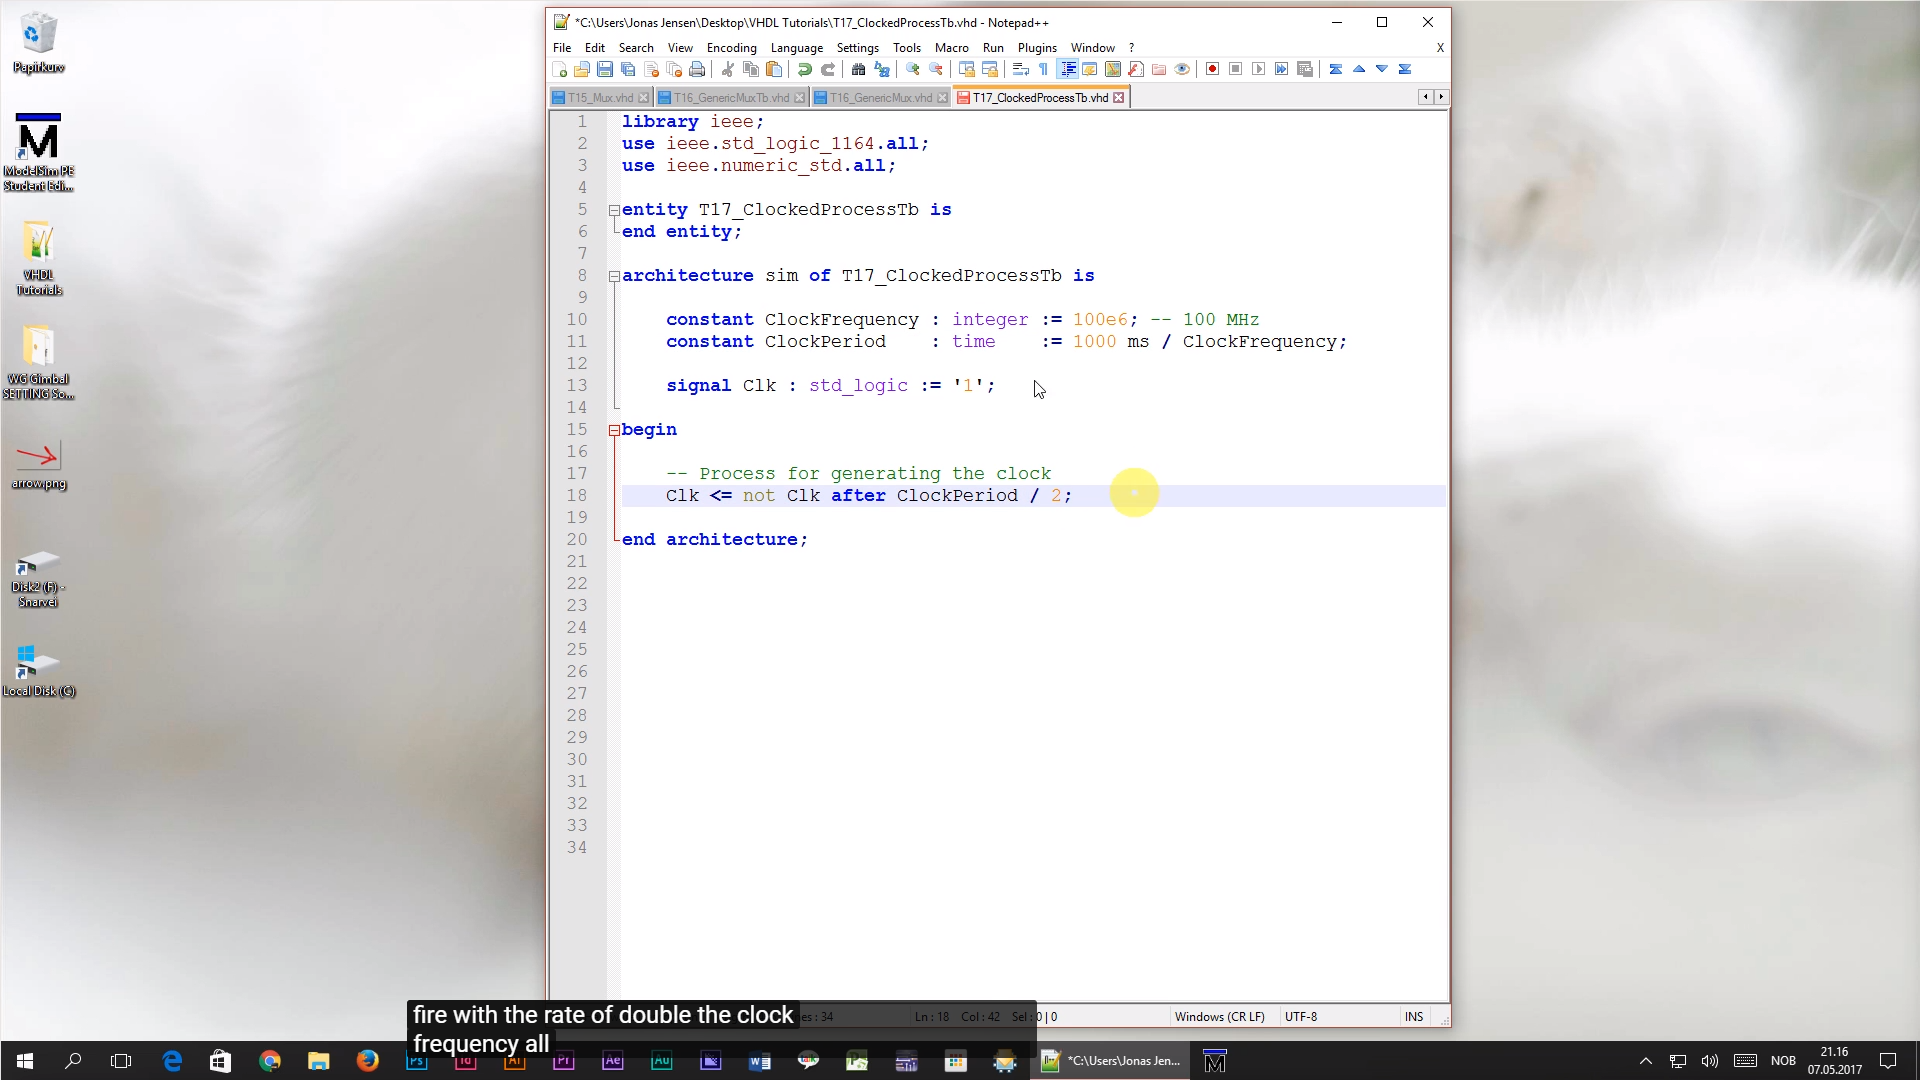 *C:\Users\Jonas Jensen\Desktop\VHDL Tutorials\T17_ClockedProcessTb.vhd - Notepad++
File Edit Search View Encoding Language Settings Tools Macro Run Plugins Window ? X
T15_Mux.vhd T16_GenericMuxTb.vhd T16_GenericMux.vhd T17_ClockedProcessTb.vhd
1 library ieee;
2 use ieee.std_logic_1164.all;
3 use ieee.numeric_std.all;
4
5 entity T17_ClockedProcessTb is
6 end entity;
7
8 architecture sim of T17_ClockedProcessTb is
9
10 constant ClockFrequency : integer := 100e6; -- 100 MHz
11 constant ClockPeriod : time := 1000 ms / ClockFrequency;
12
13 signal Clk : std_logic := '1';
14
15 begin
16
17 -- Process for generating the clock
18 Clk <= not Clk after ClockPeriod / 2;
19
20 end architecture;
21
22
23
24
25
26
27
28
29
30
31
32
33
34
Papirkurv
M
ModelSim PE
Student Edi...
VHDL
Tutorials
WG Gimbal
SETTING So...
arrow.png
Disk2 (F) -
Snarvei
Local Disk (C)
: 34 Ln : 18 Col : 42 Sel : 0 | 0 Windows (CR LF) UTF-8 INS
fire with the rate of double the clock
frequency all
Ps Id Ai Pr Ae Au *C:\Users\Jonas Jen... M NOB
21.16
07.05.2017